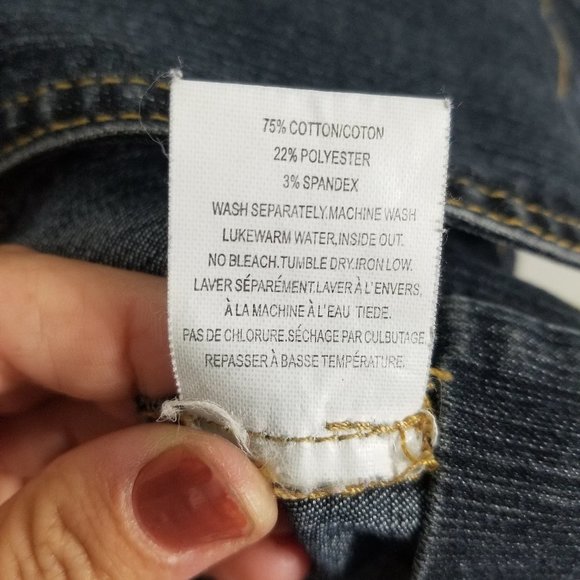 75% COTTON/COTON
22% POLYESTER
3% SPANDEX
WASH SEPARATELY.MACHINE WASH
LUKEWARM WATER.INSIDE OUT.
NO BLEACH.TUMBLE DRY.IRON LOW.
LAVER SÉPARÉMENT.LAVER À L'ENVERS,
À LA MACHINE À L'EAU TIEDE.
PAS DE CHLORURE.SÉCHAGE PAR CULBUTAGE
REPASSER À BASSE TEMPÉRATURE.